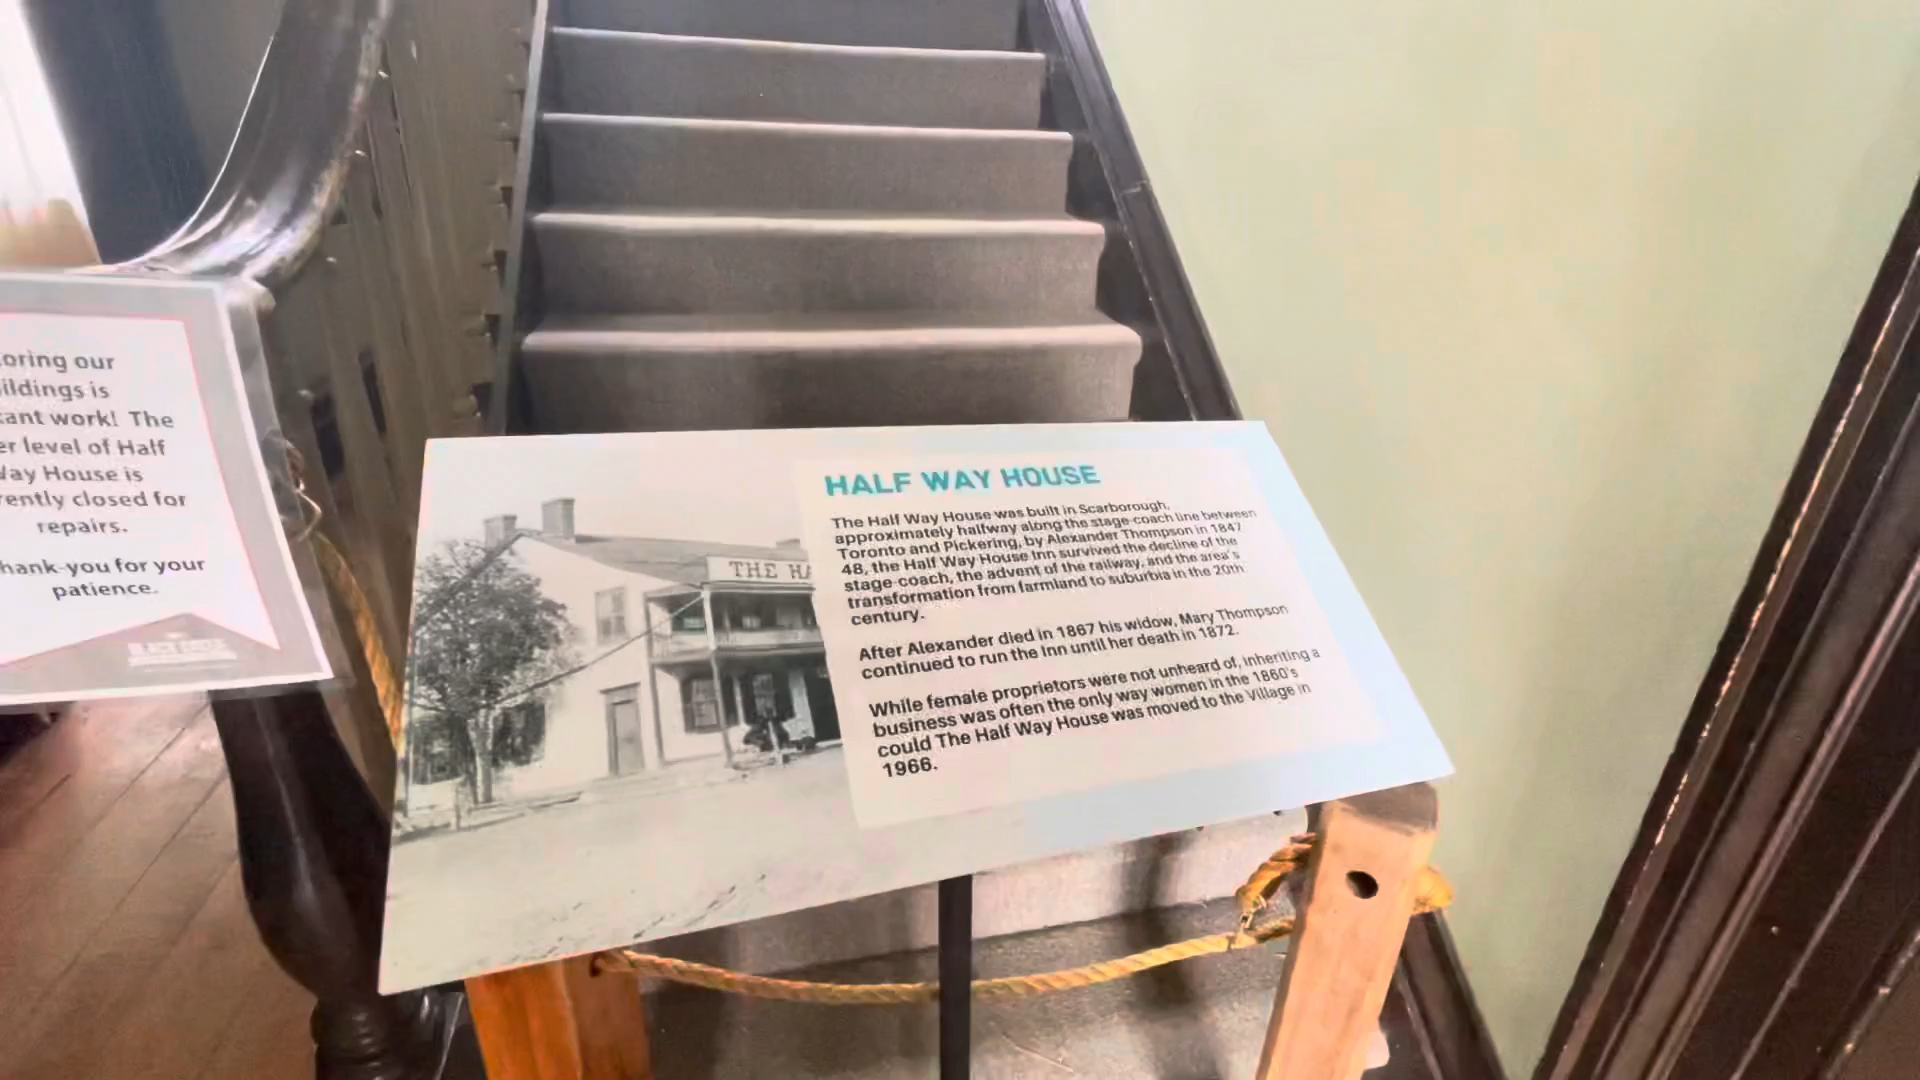 oring our
ildings is
tant work! The
er level of Half
Way House is
rently closed for
repairs.
hank-you for your
patience.
THE HA
HALF WAY HOUSE
The Half Way House was built in Scarborough,
approximately halfway along the stage-coach line between
Toronto and Pickering, by Alexander Thompson in 1847
48, the Half Way House Inn survived the decline of the
stage-coach, the advent of the railway, and the area's
transformation from farmland to suburbia in the 20th
century.
After Alexander died in 1867 his widow, Mary Thompson
continued to run the Inn until her death in 1872.
While female proprietors were not unheard of, inheriting a
business was often the only way women in the 1860's
could The Half Way House was moved to the Village in
1966.